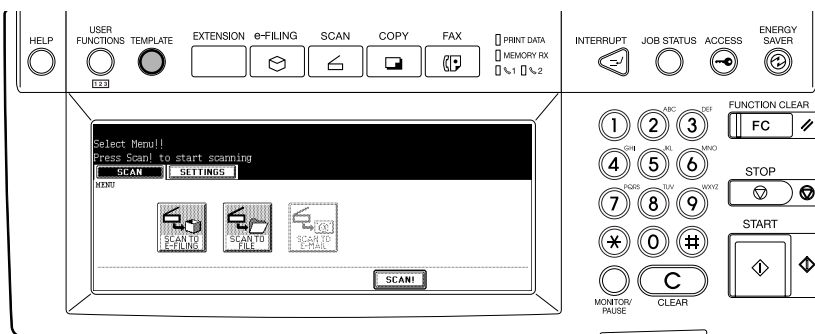 HELP
USER FUNCTIONS
TEMPLATE
EXTENSION
e-FILING
SCAN
COPY
FAX
PRINT DATA
MEMORY RX
1 2
INTERRUPT
JOB STATUS
ACCESS
ENERGY SAVER
123
Select Menu!!
Press Scan! to start scanning
SCAN SETTINGS
MENU
SCAN TO E-FILING
SCAN TO FILE
SCAN TO E-MAIL
SCAN!
1 2 ABC 3 DEF
4 GHI 5 JKL 6 MNO
7 PQRS 8 TUV 9 WXYZ
* 0 #
MONITOR/PAUSE
C
CLEAR
FUNCTION CLEAR
FC
STOP
START